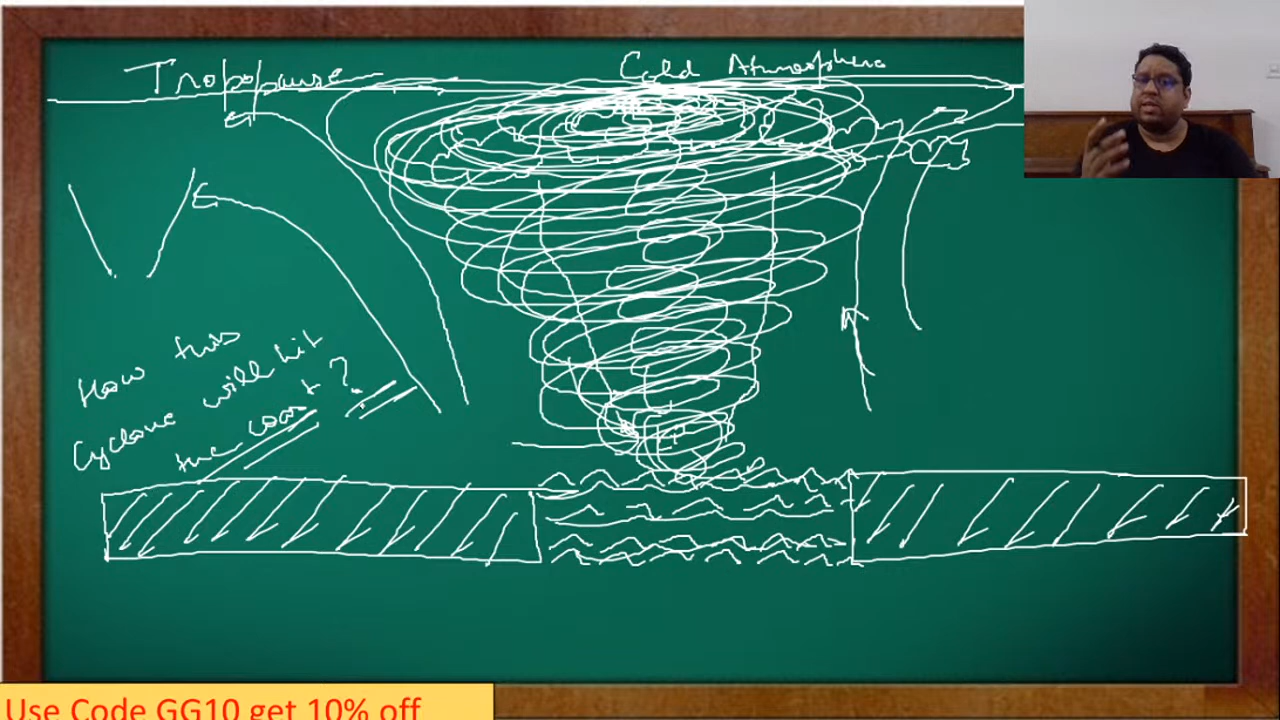 Tropopause
Cold Atmosphere
How this
Cyclone will hit
the coast ?
Use Code GG10 get 10% off